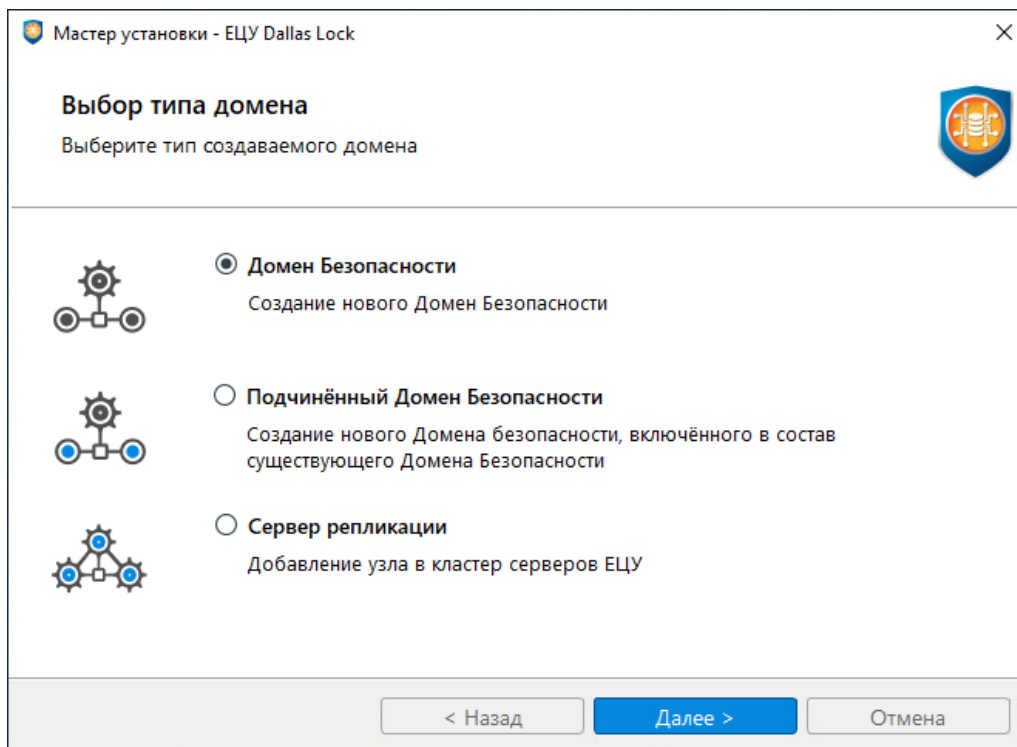 Мастер установки - ЕЦУ Dallas Lock
Выбор типа домена
Выберите тип создаваемого домена
Домен Безопасности
Создание нового Домен Безопасности
Подчинённый Домен Безопасности
Создание нового Домена безопасности, включённого в состав
существующего Домена Безопасности
Сервер репликации
Добавление узла в кластер серверов ЕЦУ
< Назад
Далее >
Отмена